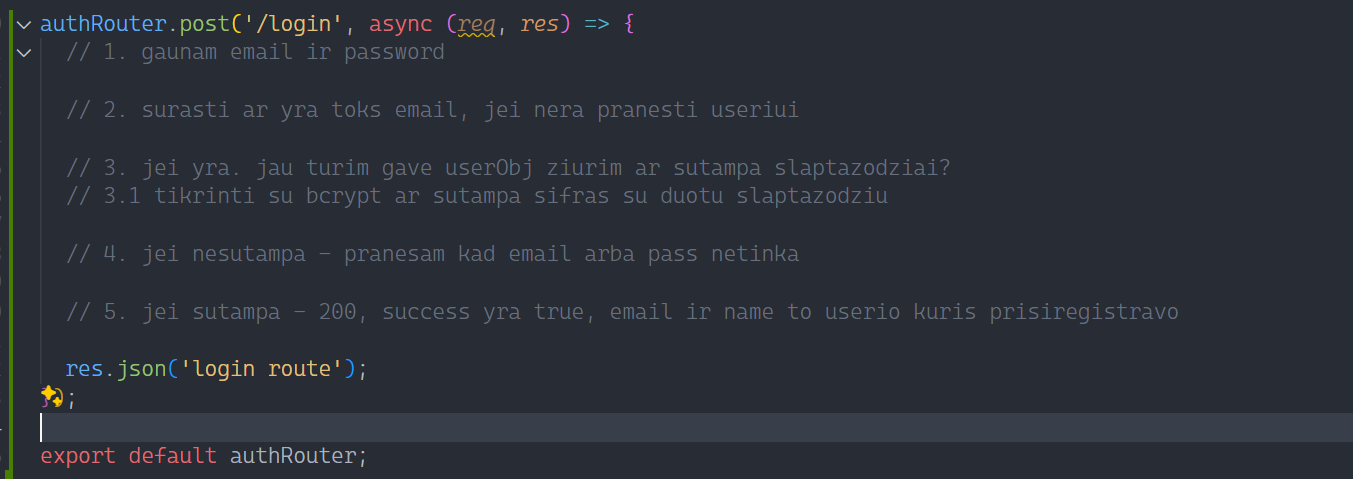 authRouter.post('/login', async (req, res) => {
// 1. gaunam email ir password
// 2. surasti ar yra toks email, jei nera pranesti useriui
// 3. jei yra. jau turim gave userObj ziurim ar sutampa slaptazodziai?
// 3.1 tikrinti su bcrypt ar sutampa sifras su duotu slaptazodziu
// 4. jei nesutampa - pranesam kad email arba pass netinka
// 5. jei sutampa - 200, success yra true, email ir name to userio kuris prisiregistravo
res.json('login route');
});
export default authRouter;